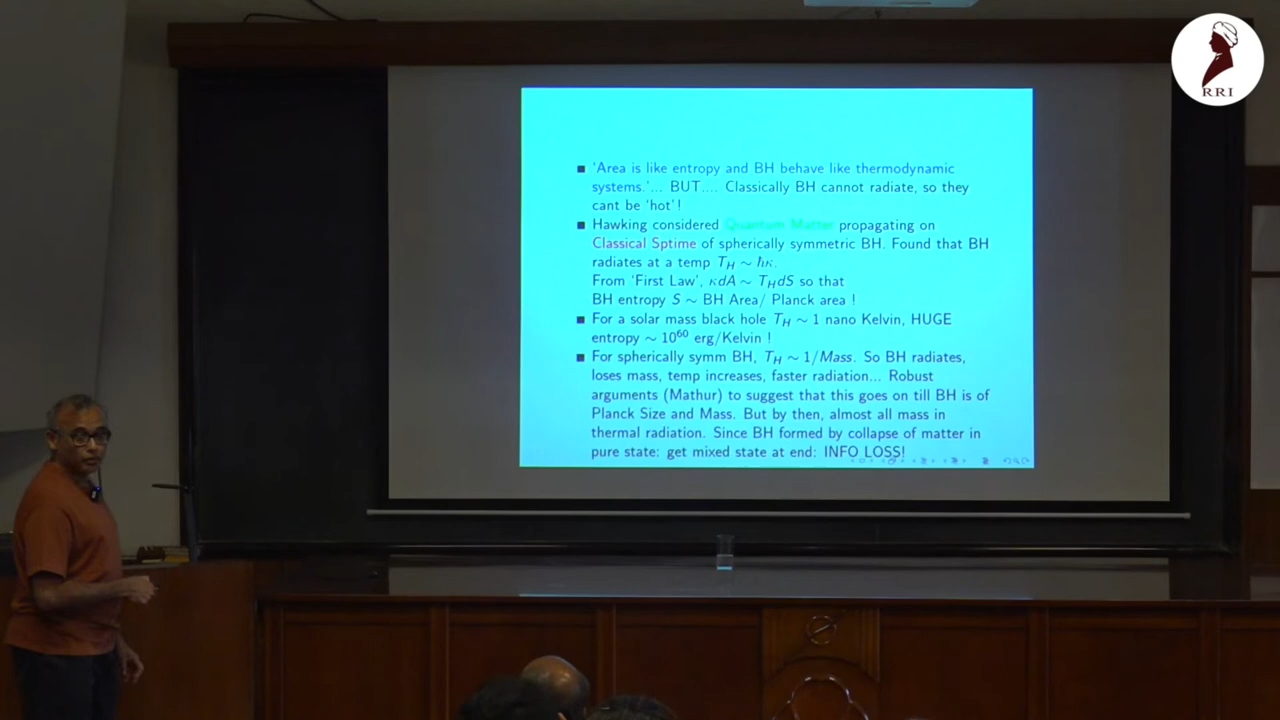 RRI
'Area is like entropy and BH behave like thermodynamic
systems.'... BUT.... Classically BH cannot radiate, so they
cant be 'hot'!
Hawking considered Quantum Matter propagating on
Classical Sptime of spherically symmetric BH. Found that BH
radiates at a temp T_H ∼ ℏκ.
From 'First Law', κdA ∼ T_H dS so that
BH entropy S ∼ BH Area/ Planck area !
For a solar mass black hole T_H ∼ 1 nano Kelvin, HUGE
entropy ∼ 10^60 erg/Kelvin !
For spherically symm BH, T_H ∼ 1/Mass. So BH radiates,
loses mass, temp increases, faster radiation... Robust
arguments (Mathur) to suggest that this goes on till BH is of
Planck Size and Mass. But by then, almost all mass in
thermal radiation. Since BH formed by collapse of matter in
pure state: get mixed state at end: INFO LOSS!